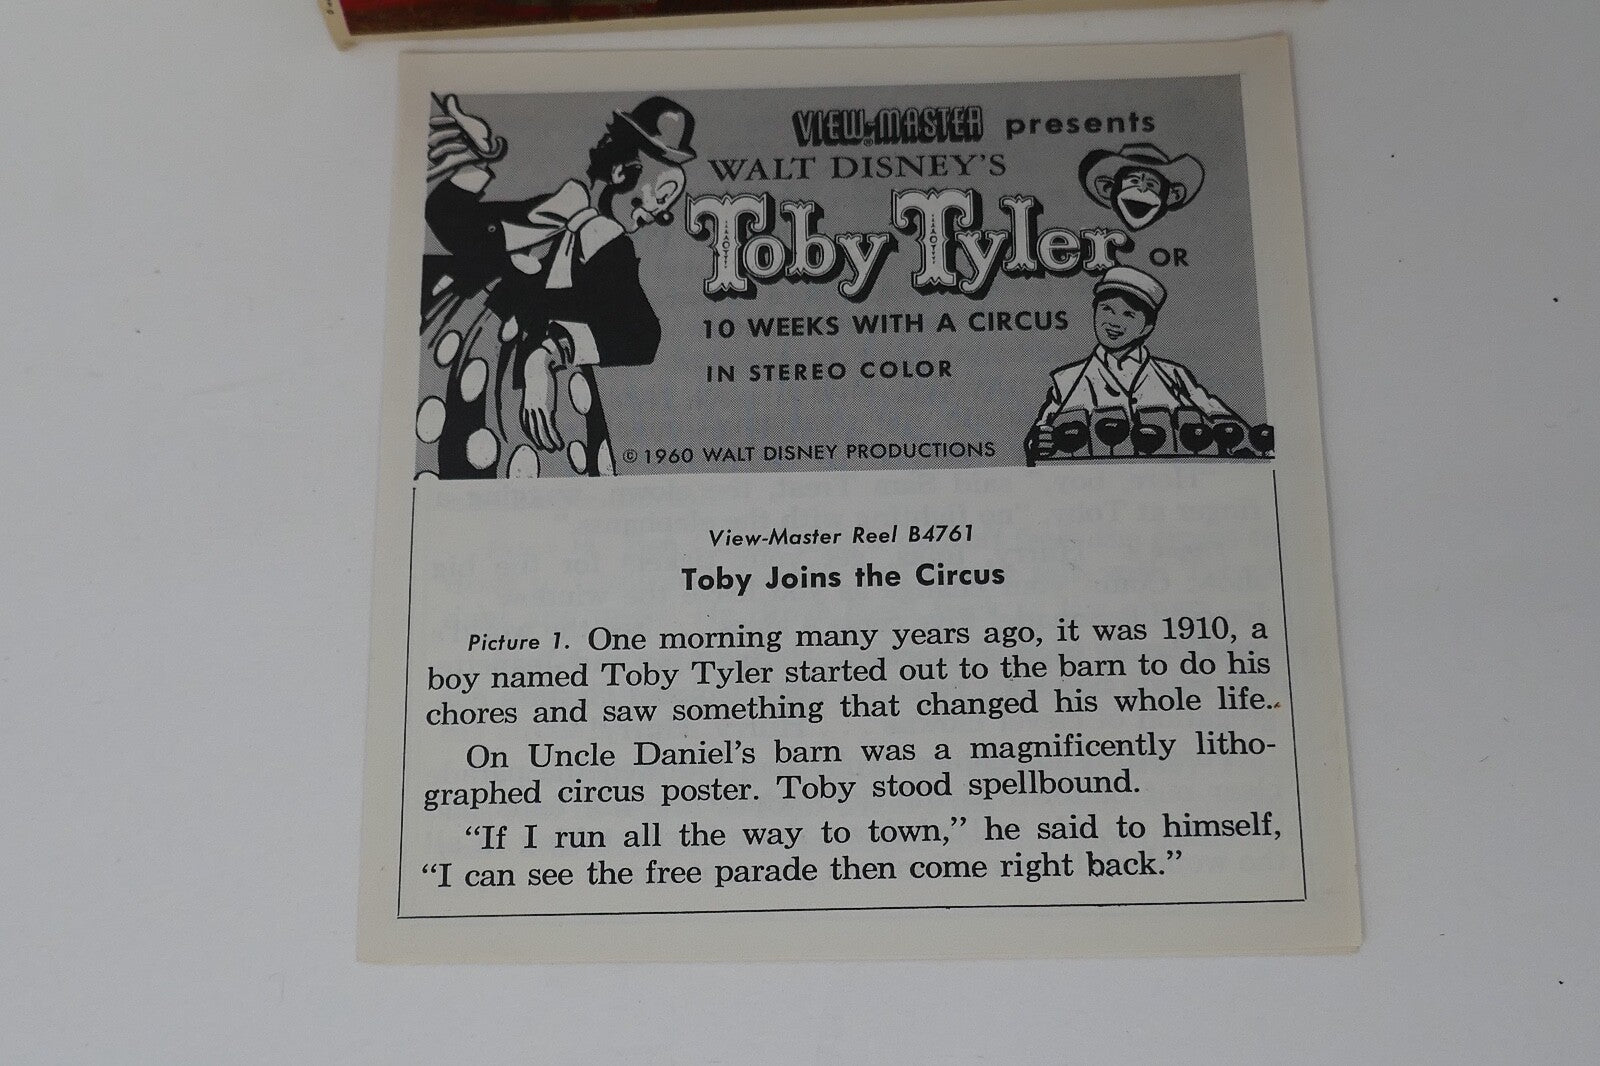 VIEW-MASTER presents
WALT DISNEY'S
Toby Tyler OR
10 WEEKS WITH A CIRCUS
IN STEREO COLOR
© 1960 WALT DISNEY PRODUCTIONS
View-Master Reel B4761
Toby Joins the Circus
Picture 1. One morning many years ago, it was 1910, a
boy named Toby Tyler started out to the barn to do his
chores and saw something that changed his whole life.
On Uncle Daniel's barn was a magnificently litho-
graphed circus poster. Toby stood spellbound.
"If I run all the way to town," he said to himself,
"I can see the free parade then come right back."